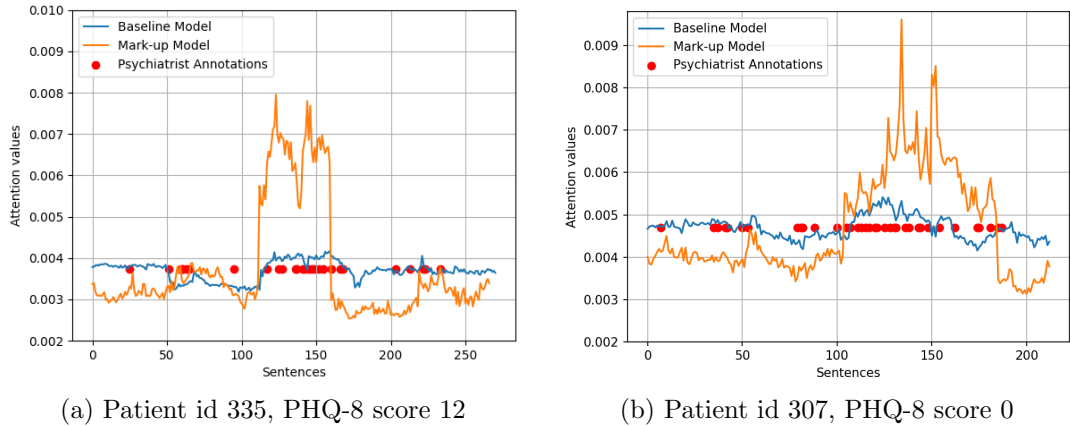 0.010
0.009
0.008
0.007
0.006
0.005
0.004
0.003
0.002
Attention values
Baseline Model
Mark-up Model
Psychiatrist Annotations
0 50 100 150 200 250
Sentences
(a) Patient id 335, PHQ-8 score 12
0.009
0.008
0.007
0.006
0.005
0.004
0.003
0.002
Attention values
Baseline Model
Mark-up Model
Psychiatrist Annotations
0 50 100 150 200
Sentences
(b) Patient id 307, PHQ-8 score 0